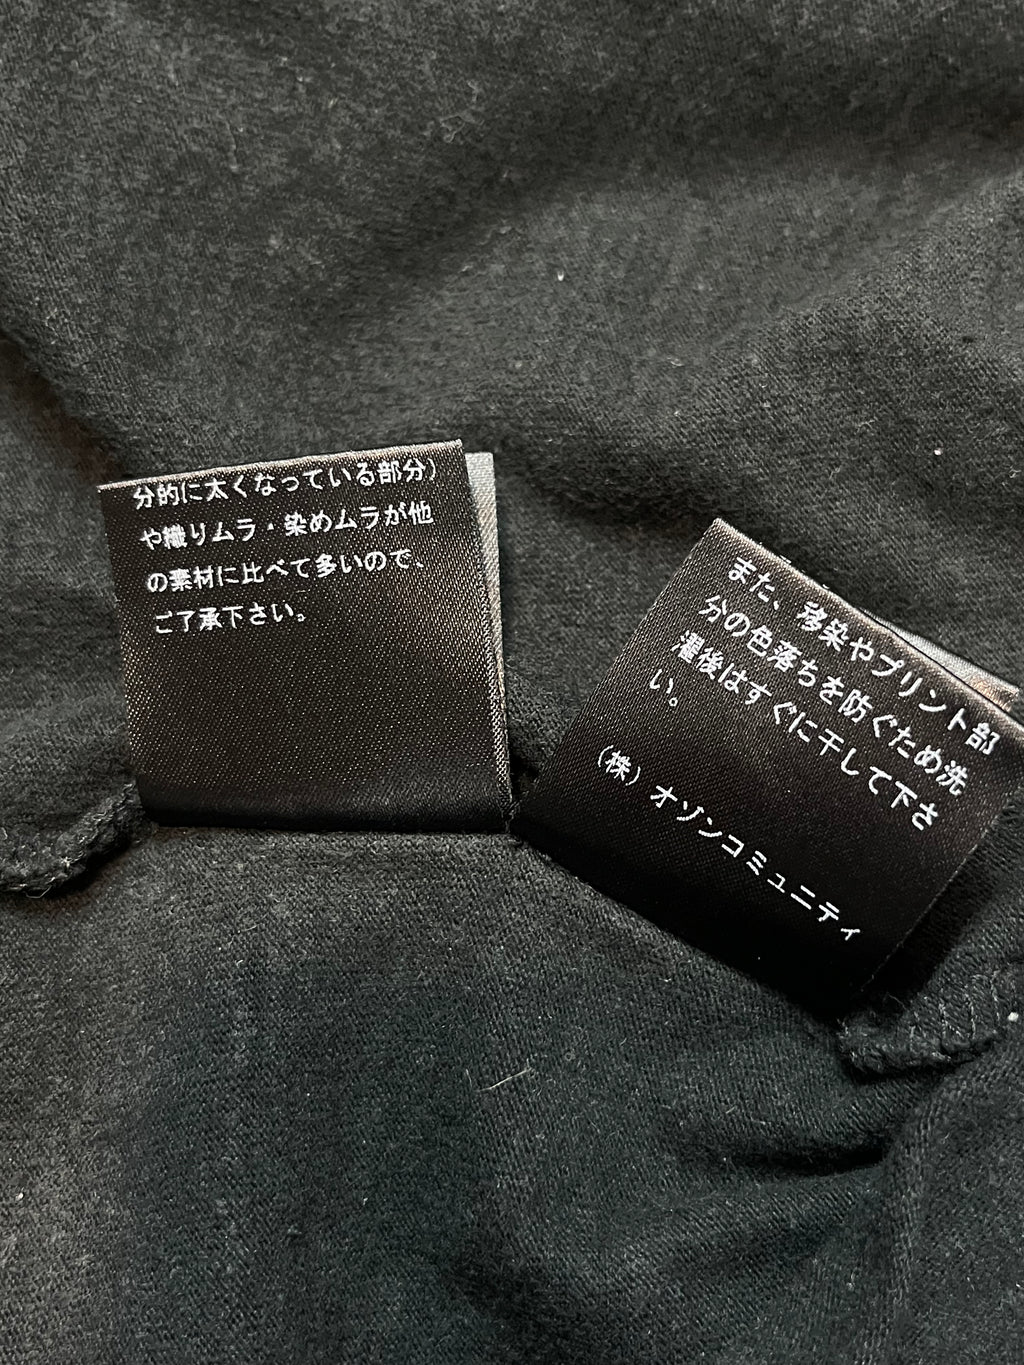 分的に太くなっている部分）
や織りムラ・染めムラが他
の素材に比べて多いので、
ご了承下さい。
また、移染やプリント部
分の色落ちを防ぐため洗
濯後はすぐに干して下さ
い。
（株）オゾンコミュニティ